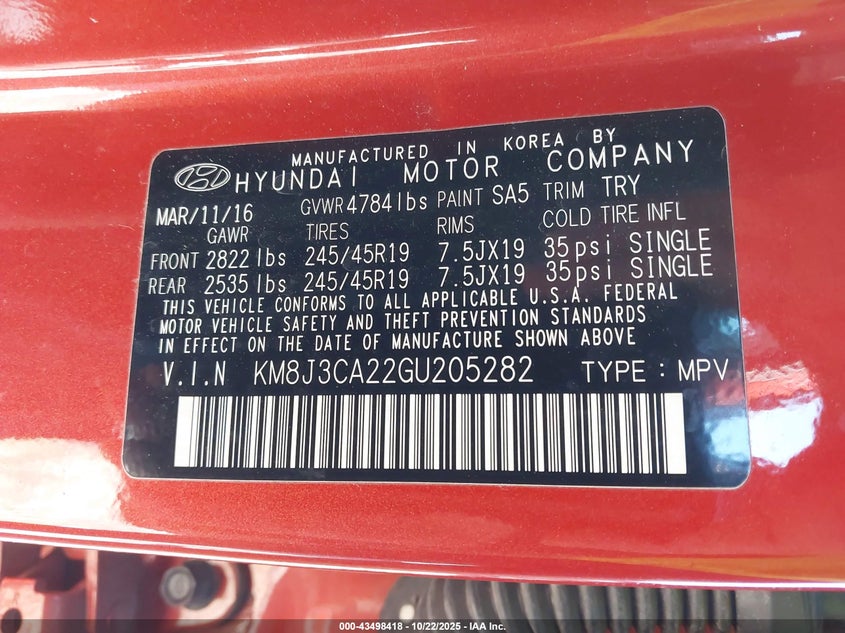 MANUFACTURED IN KOREA BY
HYUNDAI MOTOR COMPANY
MAR/11/16 GVWR 4784 lbs PAINT SA5 TRIM TRY
GAWR TIRES RIMS COLD TIRE INFL
FRONT 2822 lbs 245/45R19 7.5JX19 35psi SINGLE
REAR 2535 lbs 245/45R19 7.5JX19 35psi SINGLE
THIS VEHICLE CONFORMS TO ALL APPLICABLE U.S.A. FEDERAL
MOTOR VEHICLE SAFETY AND THEFT PREVENTION STANDARDS
IN EFFECT ON THE DATE OF MANUFACTURE SHOWN ABOVE
V.I.N KM8J3CA22GU205282 TYPE : MPV
000-43498418 - 10/22/2025 - IAA Inc.